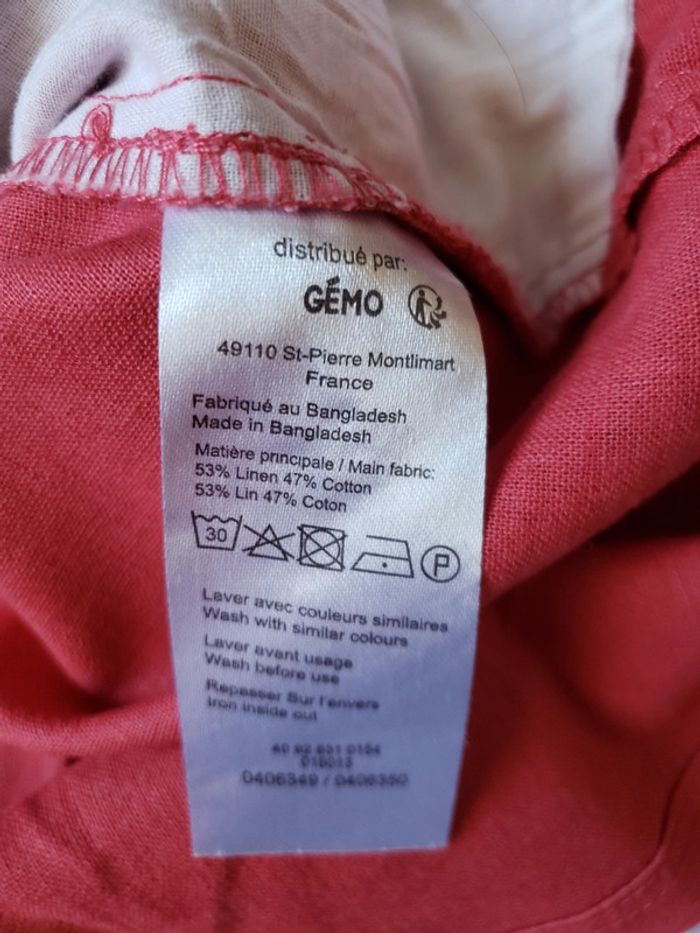 distribué par:
GÉMO
49110 St-Pierre Montlimart
France
Fabriqué au Bangladesh
Made in Bangladesh
Matière principale / Main fabric:
53% Linen 47% Cotton
53% Lin 47% Coton
30
P
Laver avec couleurs similaires
Wash with similar colours
Laver avant usage
Wash before use
Repasser Sur l'envers
Iron inside out
0406349 / 0406350